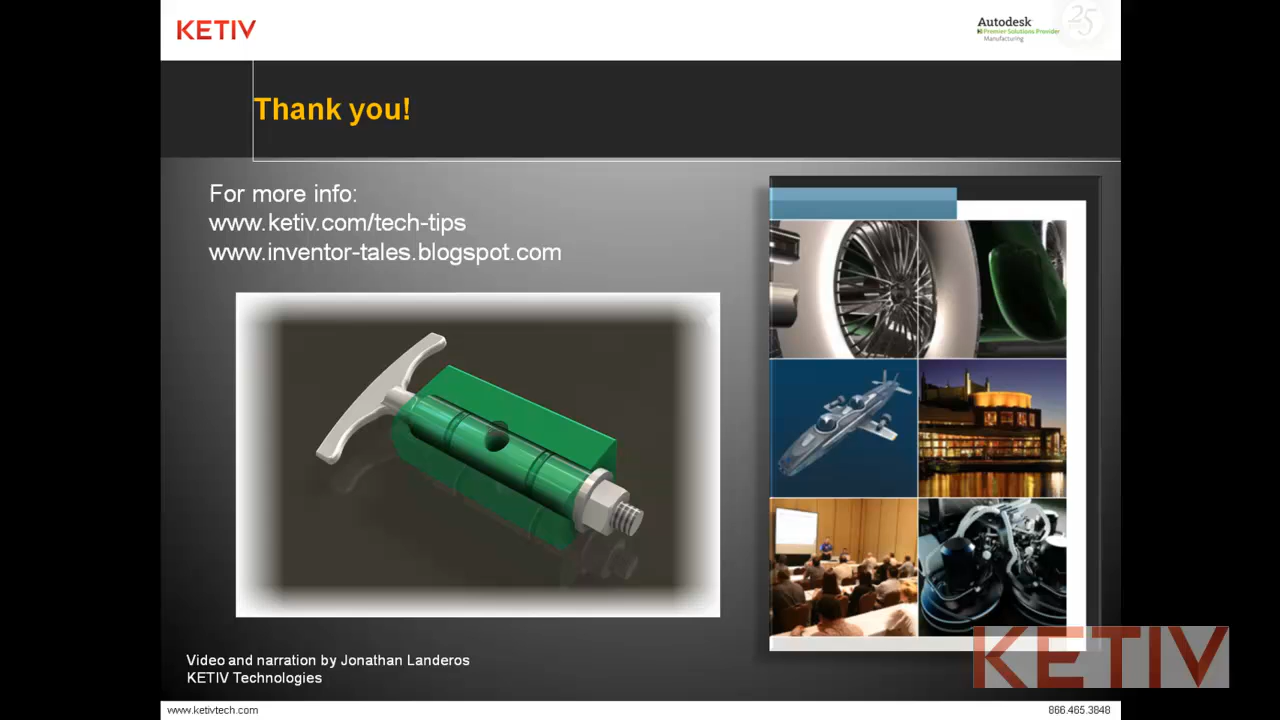 KETIV
Autodesk
Premier Solutions Provider
Manufacturing
25
Thank you!
For more info:
www.ketiv.com/tech-tips
www.inventor-tales.blogspot.com
Video and narration by Jonathan Landeros
KETIV Technologies
KETIV
www.ketivtech.com
866.465.3848